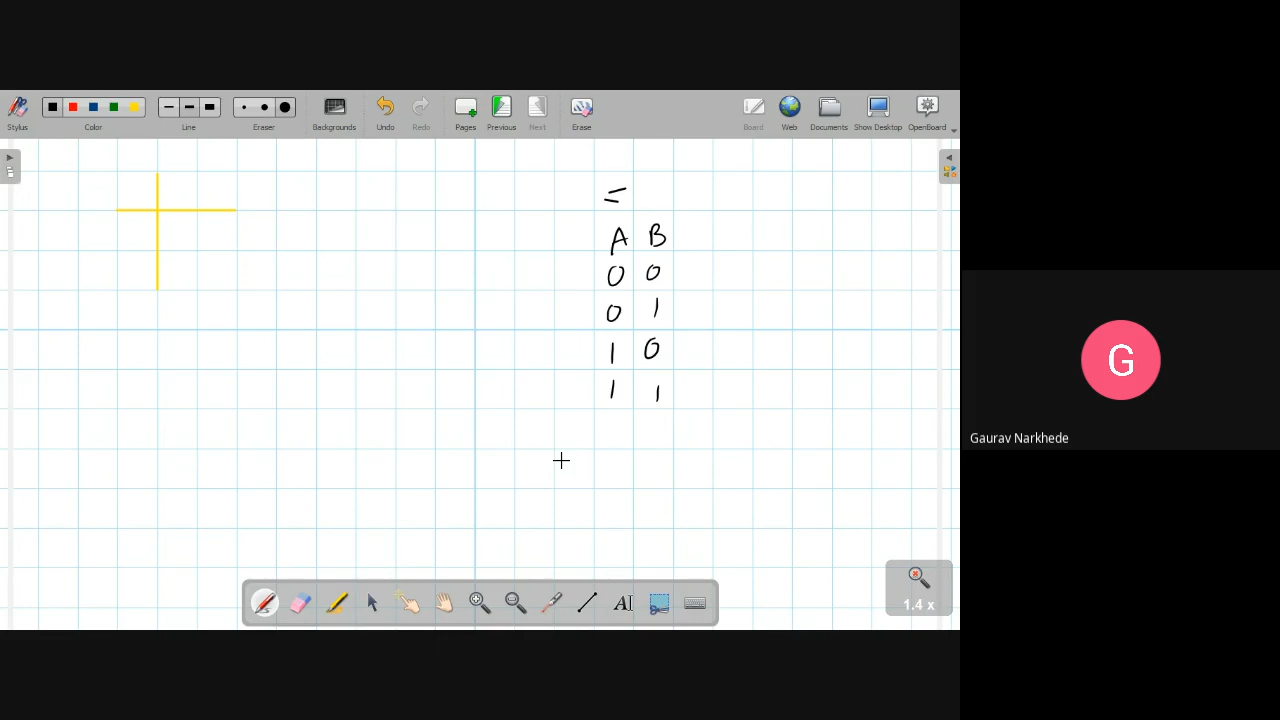 Stylus Color Line Eraser Backgrounds Undo Redo Pages Previous Next Erase Board Web Documents Show Desktop OpenBoard
=
A B
0 0
0 1
1 0
1 1
G
Gaurav Narkhede
AI
1.4 x